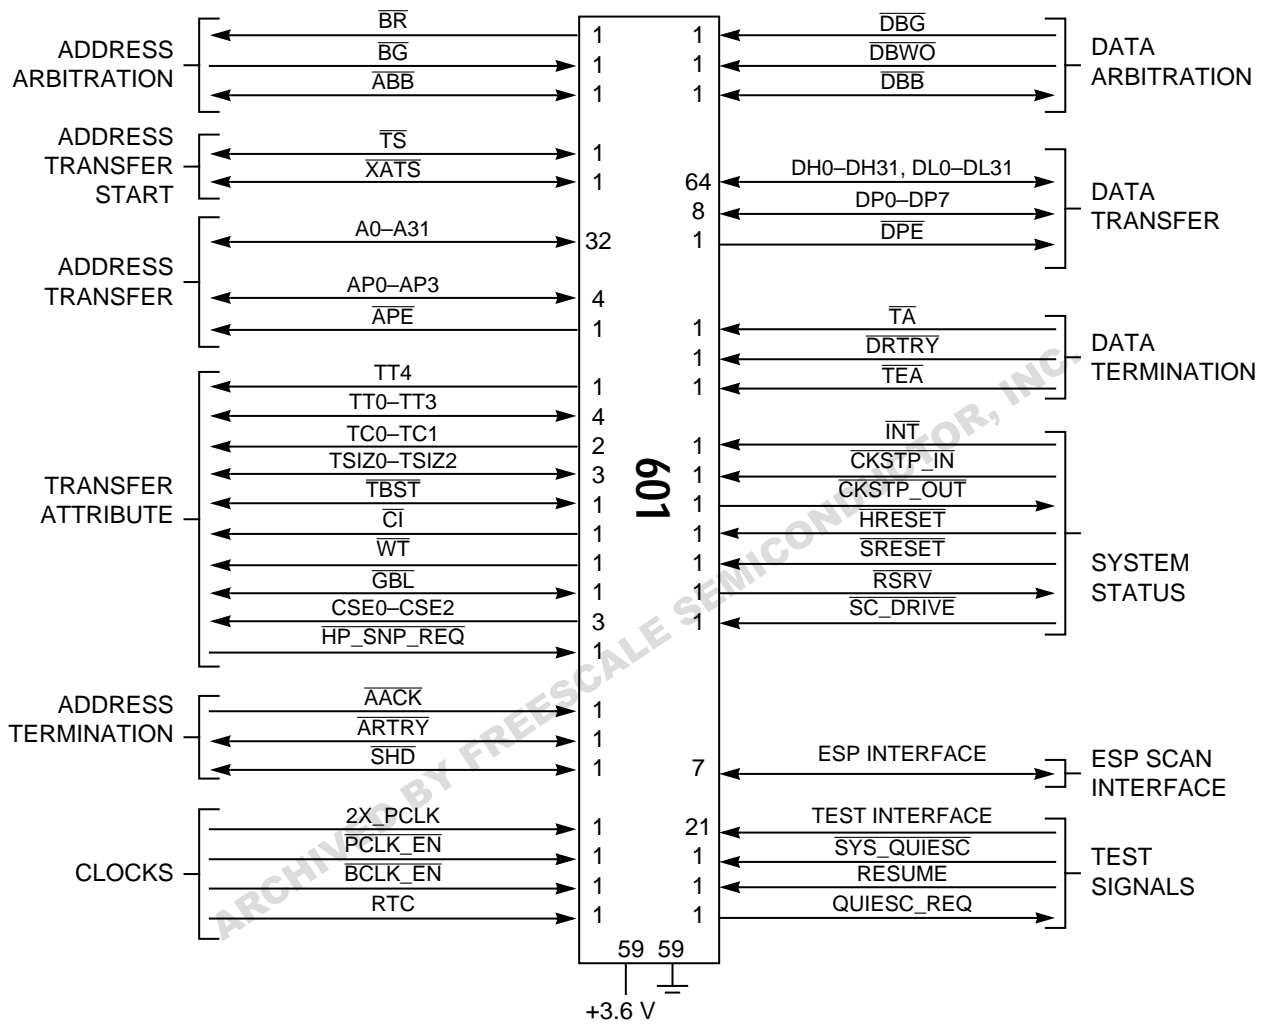 ADDRESS
ARBITRATION
BR 1
BG 1
ABB 1
ADDRESS
TRANSFER
START
TS 1
XATS 1
ADDRESS
TRANSFER
A0–A31 32
AP0–AP3 4
APE 1
TRANSFER
ATTRIBUTE
TT4 1
TT0–TT3 4
TC0–TC1 2
TSIZ0–TSIZ2 3
TBST 1
CI 1
WT 1
GBL 1
CSE0–CSE2 3
HP_SNP_REQ 1
ADDRESS
TERMINATION
AACK 1
ARTRY 1
SHD 1
CLOCKS
2X_PCLK 1
PCLK_EN 1
BCLK_EN 1
RTC 1
601
59 59
+3.6 V
1 DBG
1 DBWO
1 DBB
DATA
ARBITRATION
64 DH0–DH31, DL0–DL31
8 DP0–DP7
1 DPE
DATA
TRANSFER
1 TA
1 DRTRY
1 TEA
DATA
TERMINATION
1 INT
1 CKSTP_IN
1 CKSTP_OUT
1 HRESET
1 SRESET
1 RSRV
1 SC_DRIVE
SYSTEM
STATUS
7 ESP INTERFACE
ESP SCAN
INTERFACE
21 TEST INTERFACE
1 SYS_QUIESC
1 RESUME
1 QUIESC_REQ
TEST
SIGNALS
ARCHIVED BY FREESCALE SEMICONDUCTOR, INC.